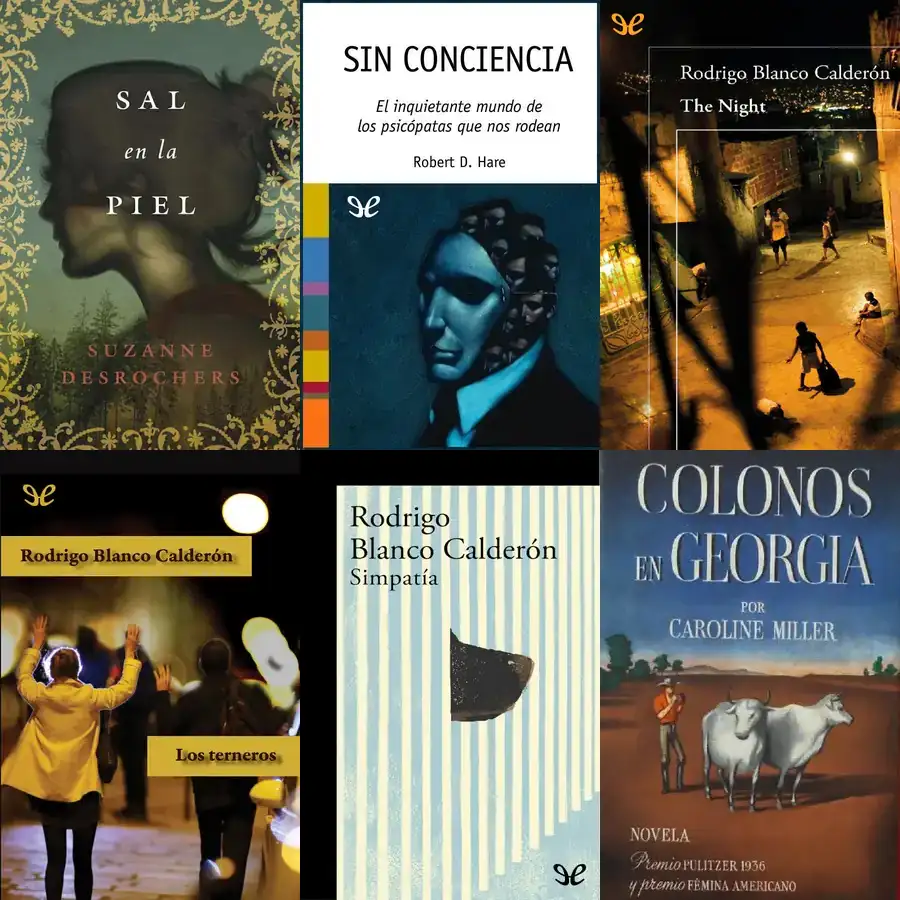 SAL
en la
PIEL
SUZANNE
DESROCHERS
SIN CONCIENCIA
El inquietante mundo de
los psicópatas que nos rodean
Robert D. Hare
Rodrigo Blanco Calderón
The Night
Rodrigo Blanco Calderón
Los terneros
Rodrigo
Blanco Calderón
Simpatía
COLONOS
EN GEORGIA
POR
CAROLINE MILLER
NOVELA
Premio PULITZER 1936
y premio FÉMINA AMERICANO